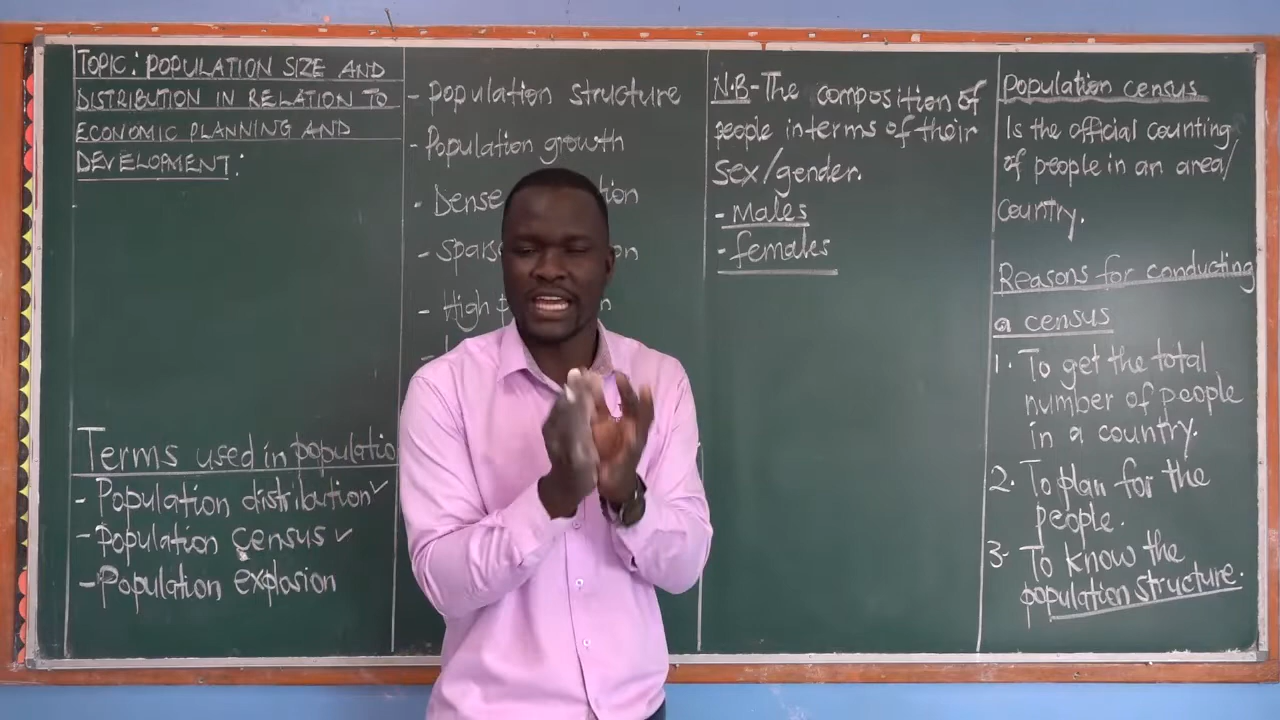 TOPIC: POPULATION SIZE AND
DISTRIBUTION IN RELATION TO
ECONOMIC PLANNING AND
DEVELOPMENT:
Terms used in populatio
- Population distribution ✓
- Population census ✓
- Population explosion
- Population structure
- Population growth
- Dense
- Spars
- High p
N.B - The composition of
people interms of their
sex/gender.
- Males
- females
Population census
Is the official counting
of people in an area/
Country.
Reasons for conducting
a census
1. To get the total
number of people
in a country.
2. To plan for the
people.
3- To know the
population structure.